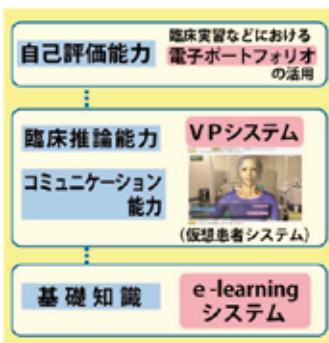 自己評価能力
臨床実習などにおける
電子ポートフォリオ
の活用
臨床推論能力
コミュニケーション
能力
VPシステム
(仮想患者システム)
基礎知識
e-learning
システム